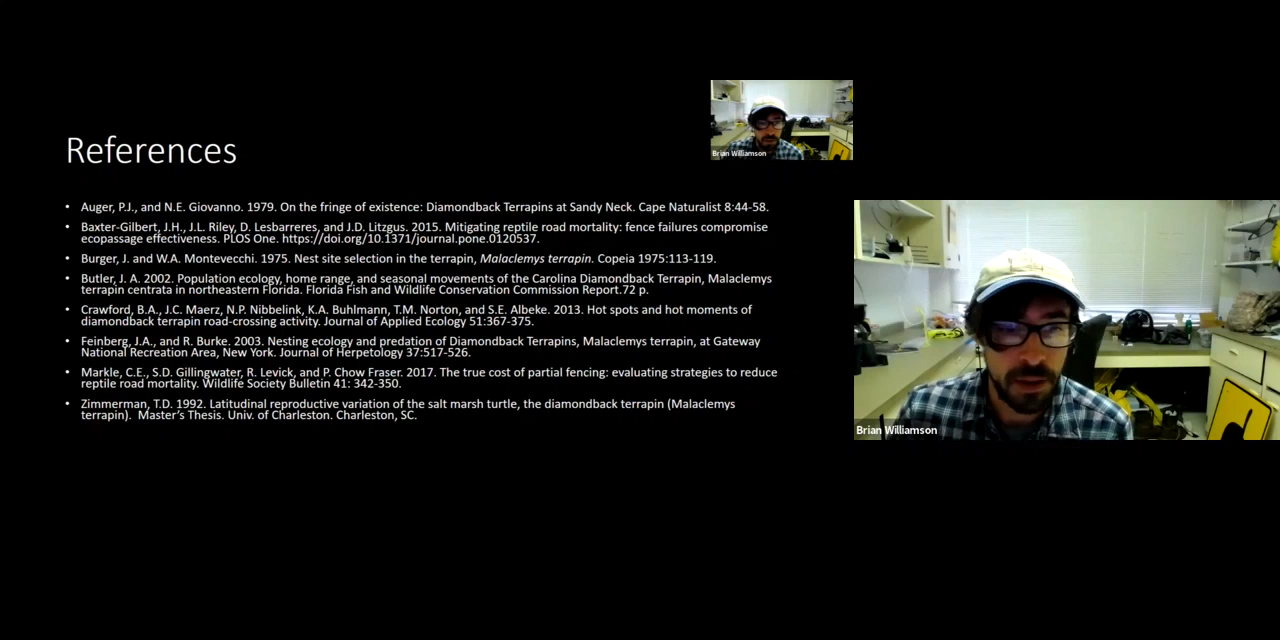 References
Brian Williamson
• Auger, P.J., and N.E. Giovanno. 1979. On the fringe of existence: Diamondback Terrapins at Sandy Neck. Cape Naturalist 8:44-58.
• Baxter-Gilbert, J.H., J.L. Riley, D. Lesbarreres, and J.D. Litzgus. 2015. Mitigating reptile road mortality: fence failures compromise
ecopassage effectiveness. PLOS One. https://doi.org/10.1371/journal.pone.0120537.
• Burger, J. and W.A. Montevecchi. 1975. Nest site selection in the terrapin, Malaclemys terrapin. Copeia 1975:113-119.
• Butler, J. A. 2002. Population ecology, home range, and seasonal movements of the Carolina Diamondback Terrapin, Malaclemys
terrapin centrata in northeastern Florida. Florida Fish and Wildlife Conservation Commission Report.72 p.
• Crawford, B.A., J.C. Maerz, N.P. Nibbelink, K.A. Buhlmann, T.M. Norton, and S.E. Albeke. 2013. Hot spots and hot moments of
diamondback terrapin road-crossing activity. Journal of Applied Ecology 51:367-375.
• Feinberg, J.A., and R. Burke. 2003. Nesting ecology and predation of Diamondback Terrapins, Malaclemys terrapin, at Gateway
National Recreation Area, New York. Journal of Herpetology 37:517-526.
• Markle, C.E., S.D. Gillingwater, R. Levick, and P. Chow Fraser. 2017. The true cost of partial fencing: evaluating strategies to reduce
reptile road mortality. Wildlife Society Bulletin 41: 342-350.
• Zimmerman, T.D. 1992. Latitudinal reproductive variation of the salt marsh turtle, the diamondback terrapin (Malaclemys
terrapin). Master's Thesis. Univ. of Charleston. Charleston, SC.
Brian Williamson